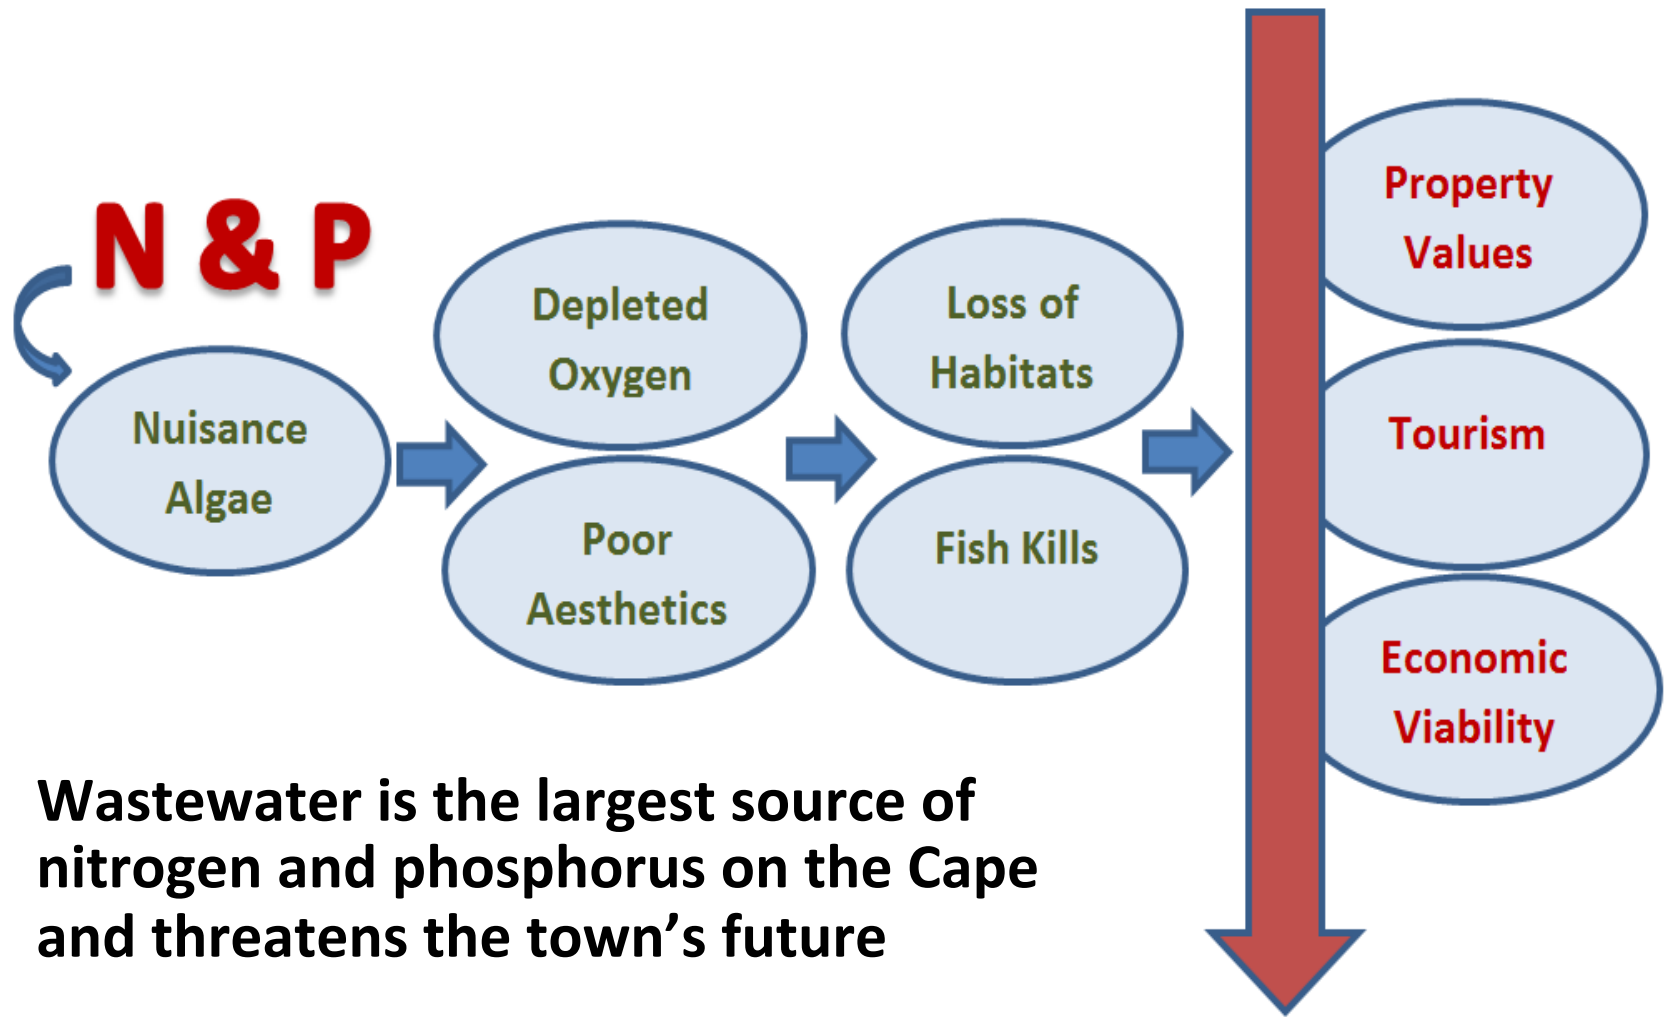 N & P
Nuisance
Algae
Depleted
Oxygen
Poor
Aesthetics
Loss of
Habitats
Fish Kills
Property
Values
Tourism
Economic
Viability
Wastewater is the largest source of
nitrogen and phosphorus on the Cape
and threatens the town’s future